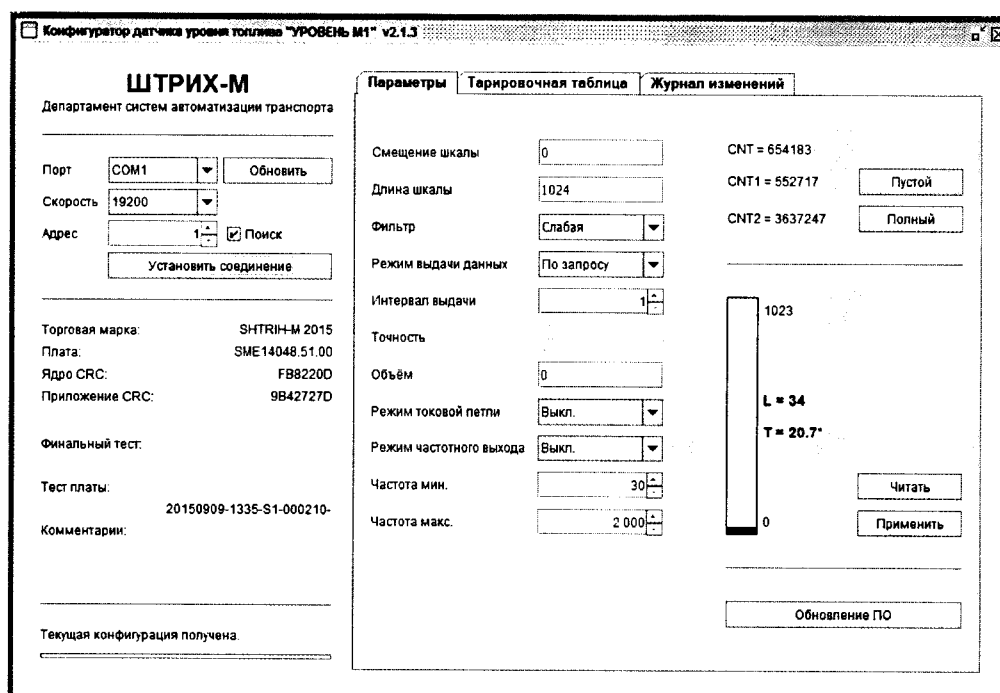 Конфигуратор датчика уровня топлива "УРОВЕНЬ М1" v2.1.3
ШТРИХ-М
Департамент систем автоматизации транспорта
Порт COM1 Обновить
Скорость 19200
Адрес 1 Поиск
Установить соединение
Торговая марка: SHTRIH-M 2015
Плата: SME14048.51.00
Ядро CRC: FB8220D
Приложение CRC: 9B42727D
Финальный тест:
Тест платы:
20150909-1335-S1-000210-
Комментарии:
Текущая конфигурация получена.
Параметры Тарировочная таблица Журнал изменений
Смещение шкалы 0
Длина шкалы 1024
Фильтр Слабая
Режим выдачи данных По запросу
Интервал выдачи 1
Точность
Объём 0
Режим токовой петли Выкл.
Режим частотного выхода Выкл.
Частота мин. 30
Частота макс. 2 000
CNT = 654183
CNT1 = 552717 Пустой
CNT2 = 3637247 Полный
1023
L = 34
T = 20.7°
0
Читать
Применить
Обновление ПО